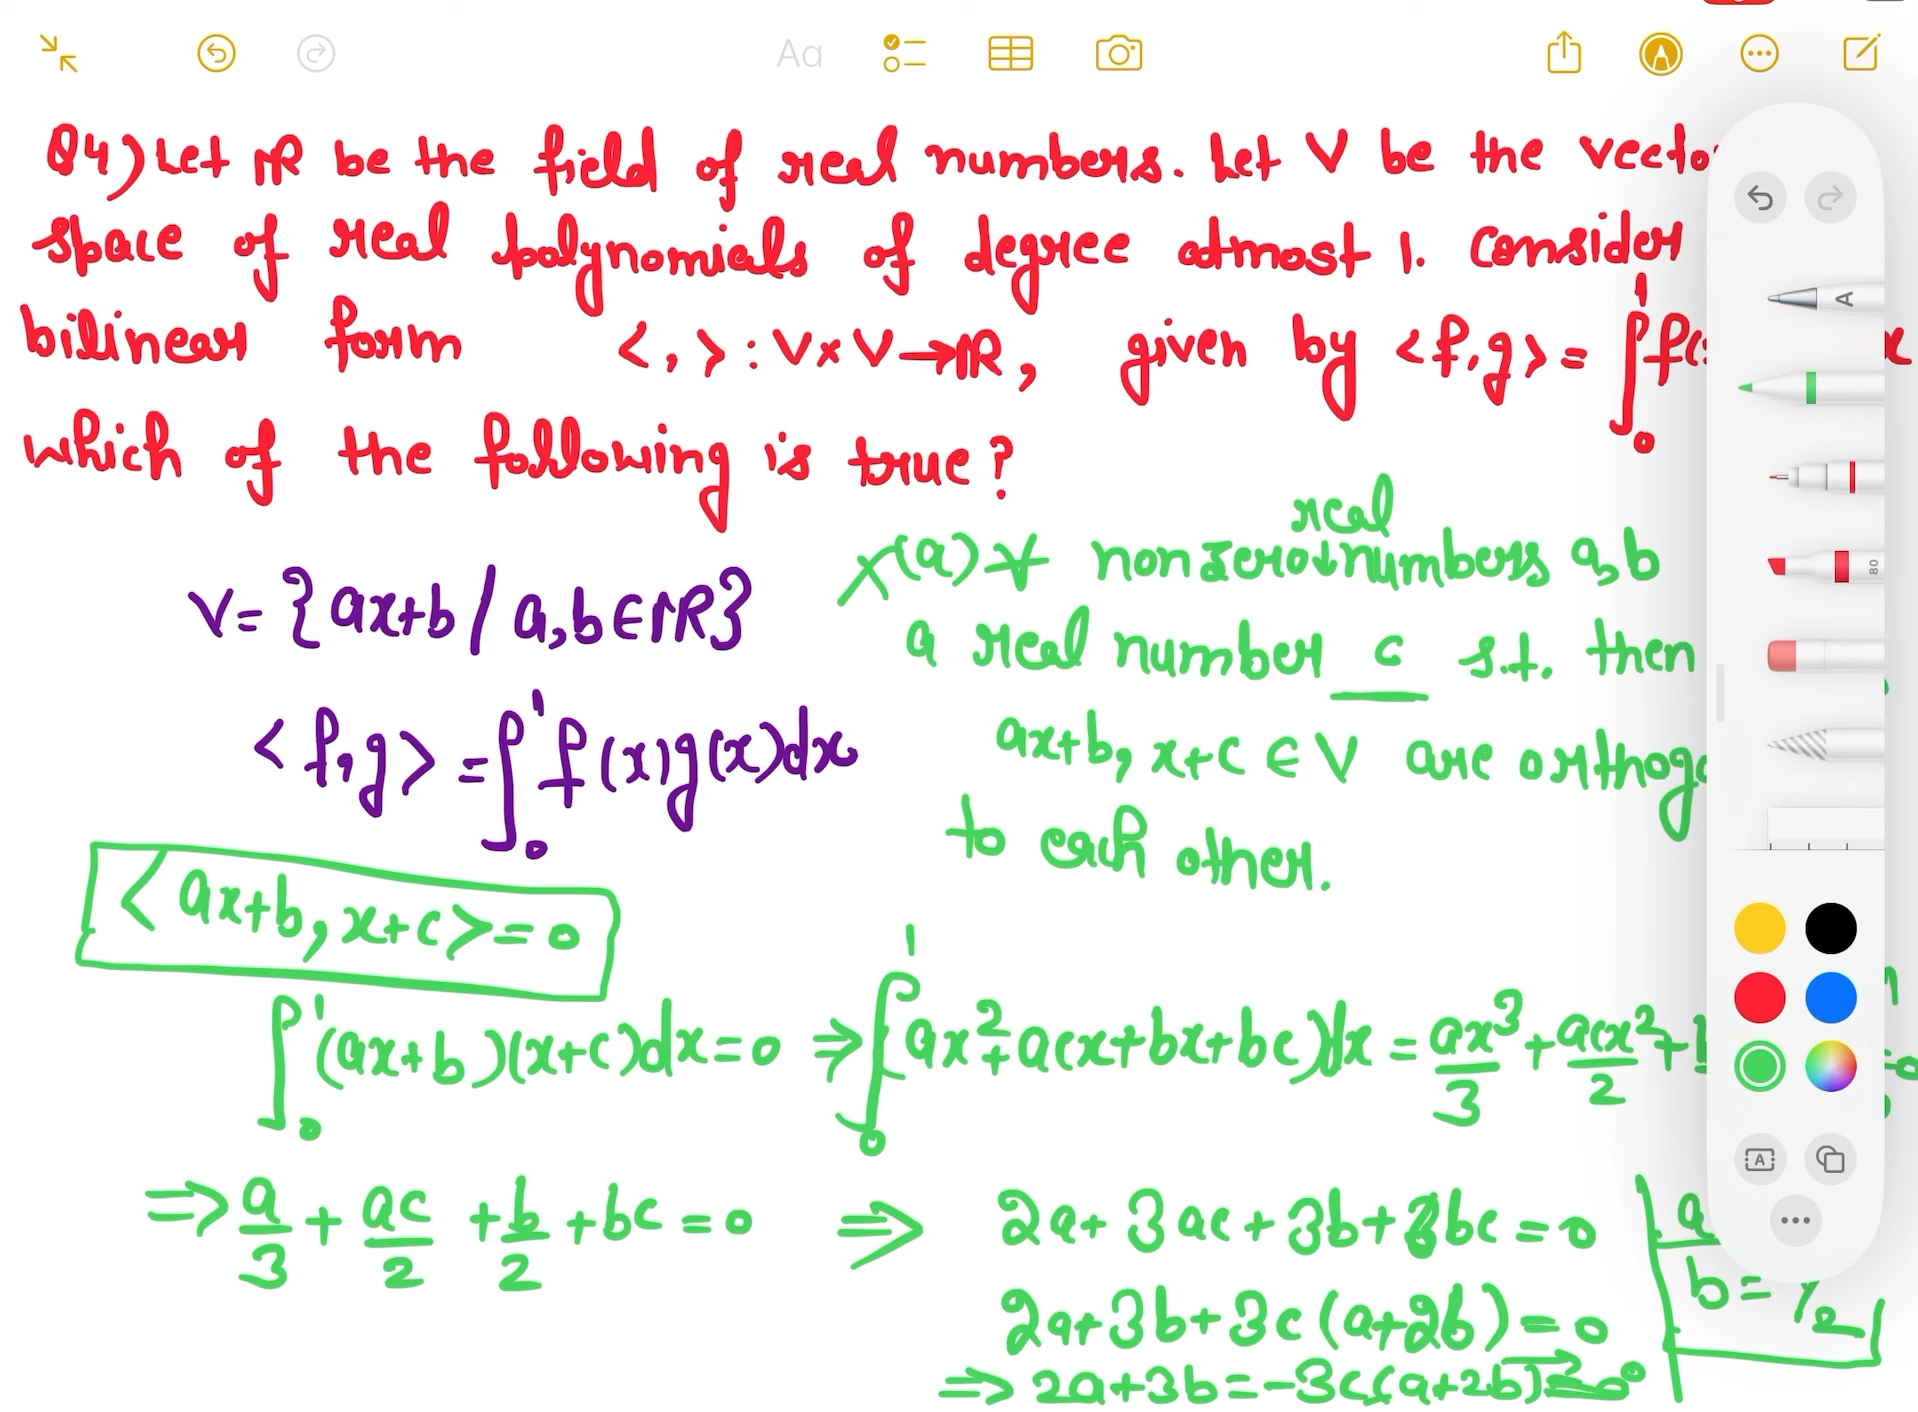 Aa
Q4) Let ℝ be the field of real numbers. Let V be the vecto
space of real polynomials of degree atmost 1. Consider
bilinear form <,> : V×V→ℝ, given by <f,g> = ∫₀¹ f( x
which of the following is true?
real
V = {ax+b / a,b∈ℝ}
×(a) ∀ nonzero numbers a,b
a real number c s.t. then
<f,g> = ∫₀¹ f(x)g(x)dx
ax+b, x+c ∈ V are orthogo
to each other.
<ax+b, x+c> = 0
∫₀¹ (ax+b)(x+c)dx = 0 ⇒ ∫₀¹ (ax²+acx+bx+bc)dx = ax³/3 + acx²/2 +
⇒ a/3 + ac/2 + b/2 + bc = 0 ⇒ 2a+3ac+3b+6bc = 0
a
b = 1/2
2a+3b+3c(a+2b) = 0
⇒ 2a+3b = -3c(a+2b)
A
80
A